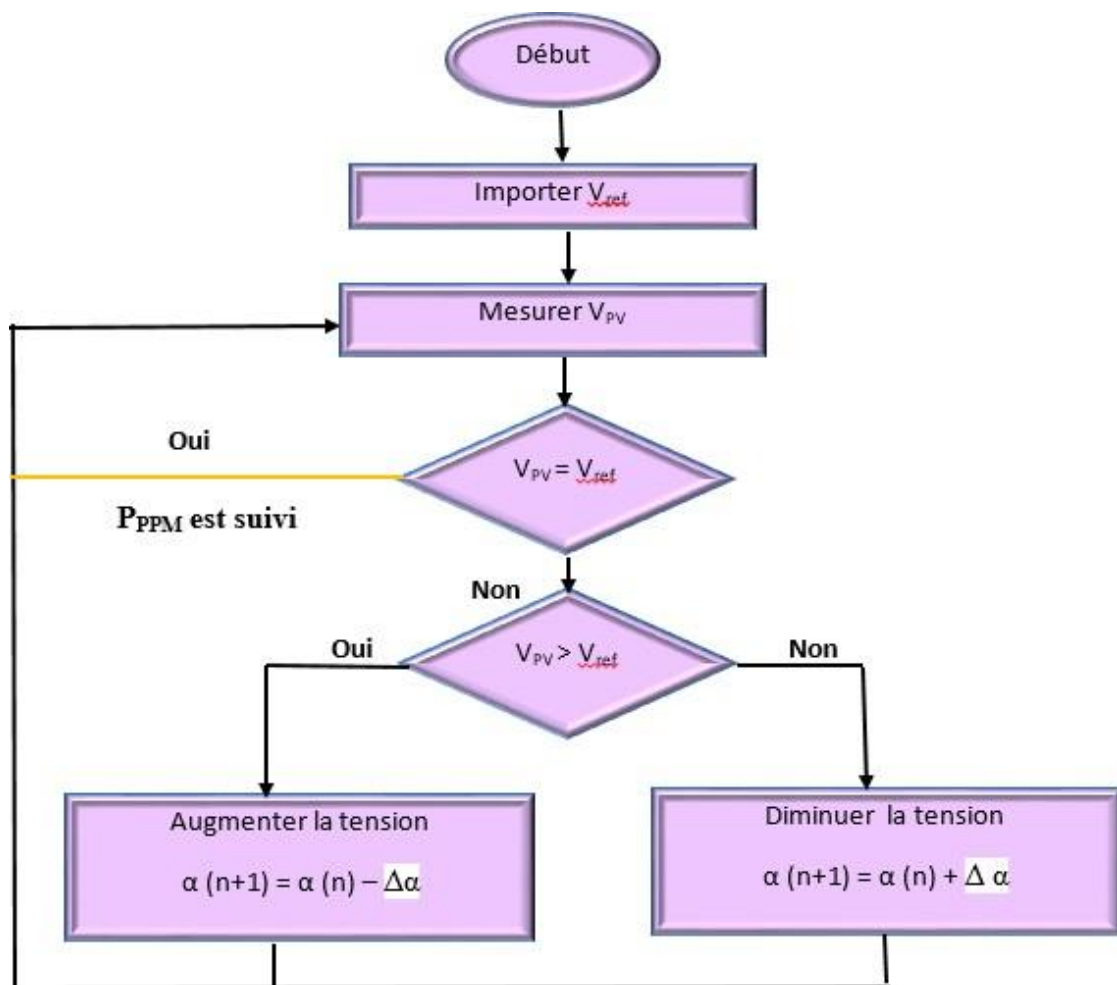 Début
Importer Vref
Mesurer VPV
Oui
VPV = Vref
PPPM est suivi
Non
Oui
VPV > Vref
Non
Augmenter la tension
α (n+1) = α (n) – Δα
Diminuer la tension
α (n+1) = α (n) + Δ α